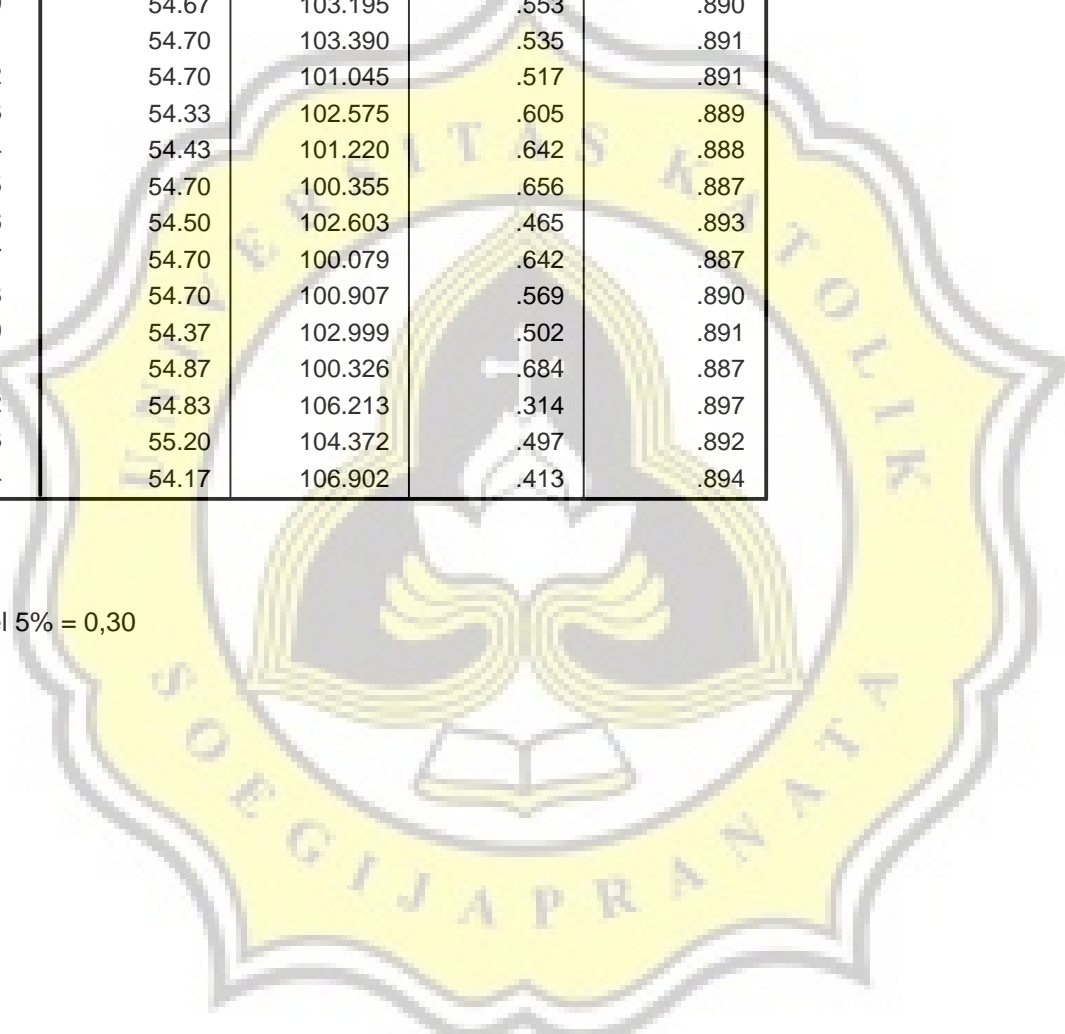 54.67 103.195 .553 .890
54.70 103.390 .535 .891
54.70 101.045 .517 .891
54.33 102.575 .605 .889
54.43 101.220 .642 .888
54.70 100.355 .656 .887
54.50 102.603 .465 .893
54.70 100.079 .642 .887
54.70 100.907 .569 .890
54.37 102.999 .502 .891
54.87 100.326 .684 .887
54.83 106.213 .314 .897
55.20 104.372 .497 .892
54.17 106.902 .413 .894
5% = 0,30
UNIVERSITAS KATOLIK
SOEGIJAPRANATA